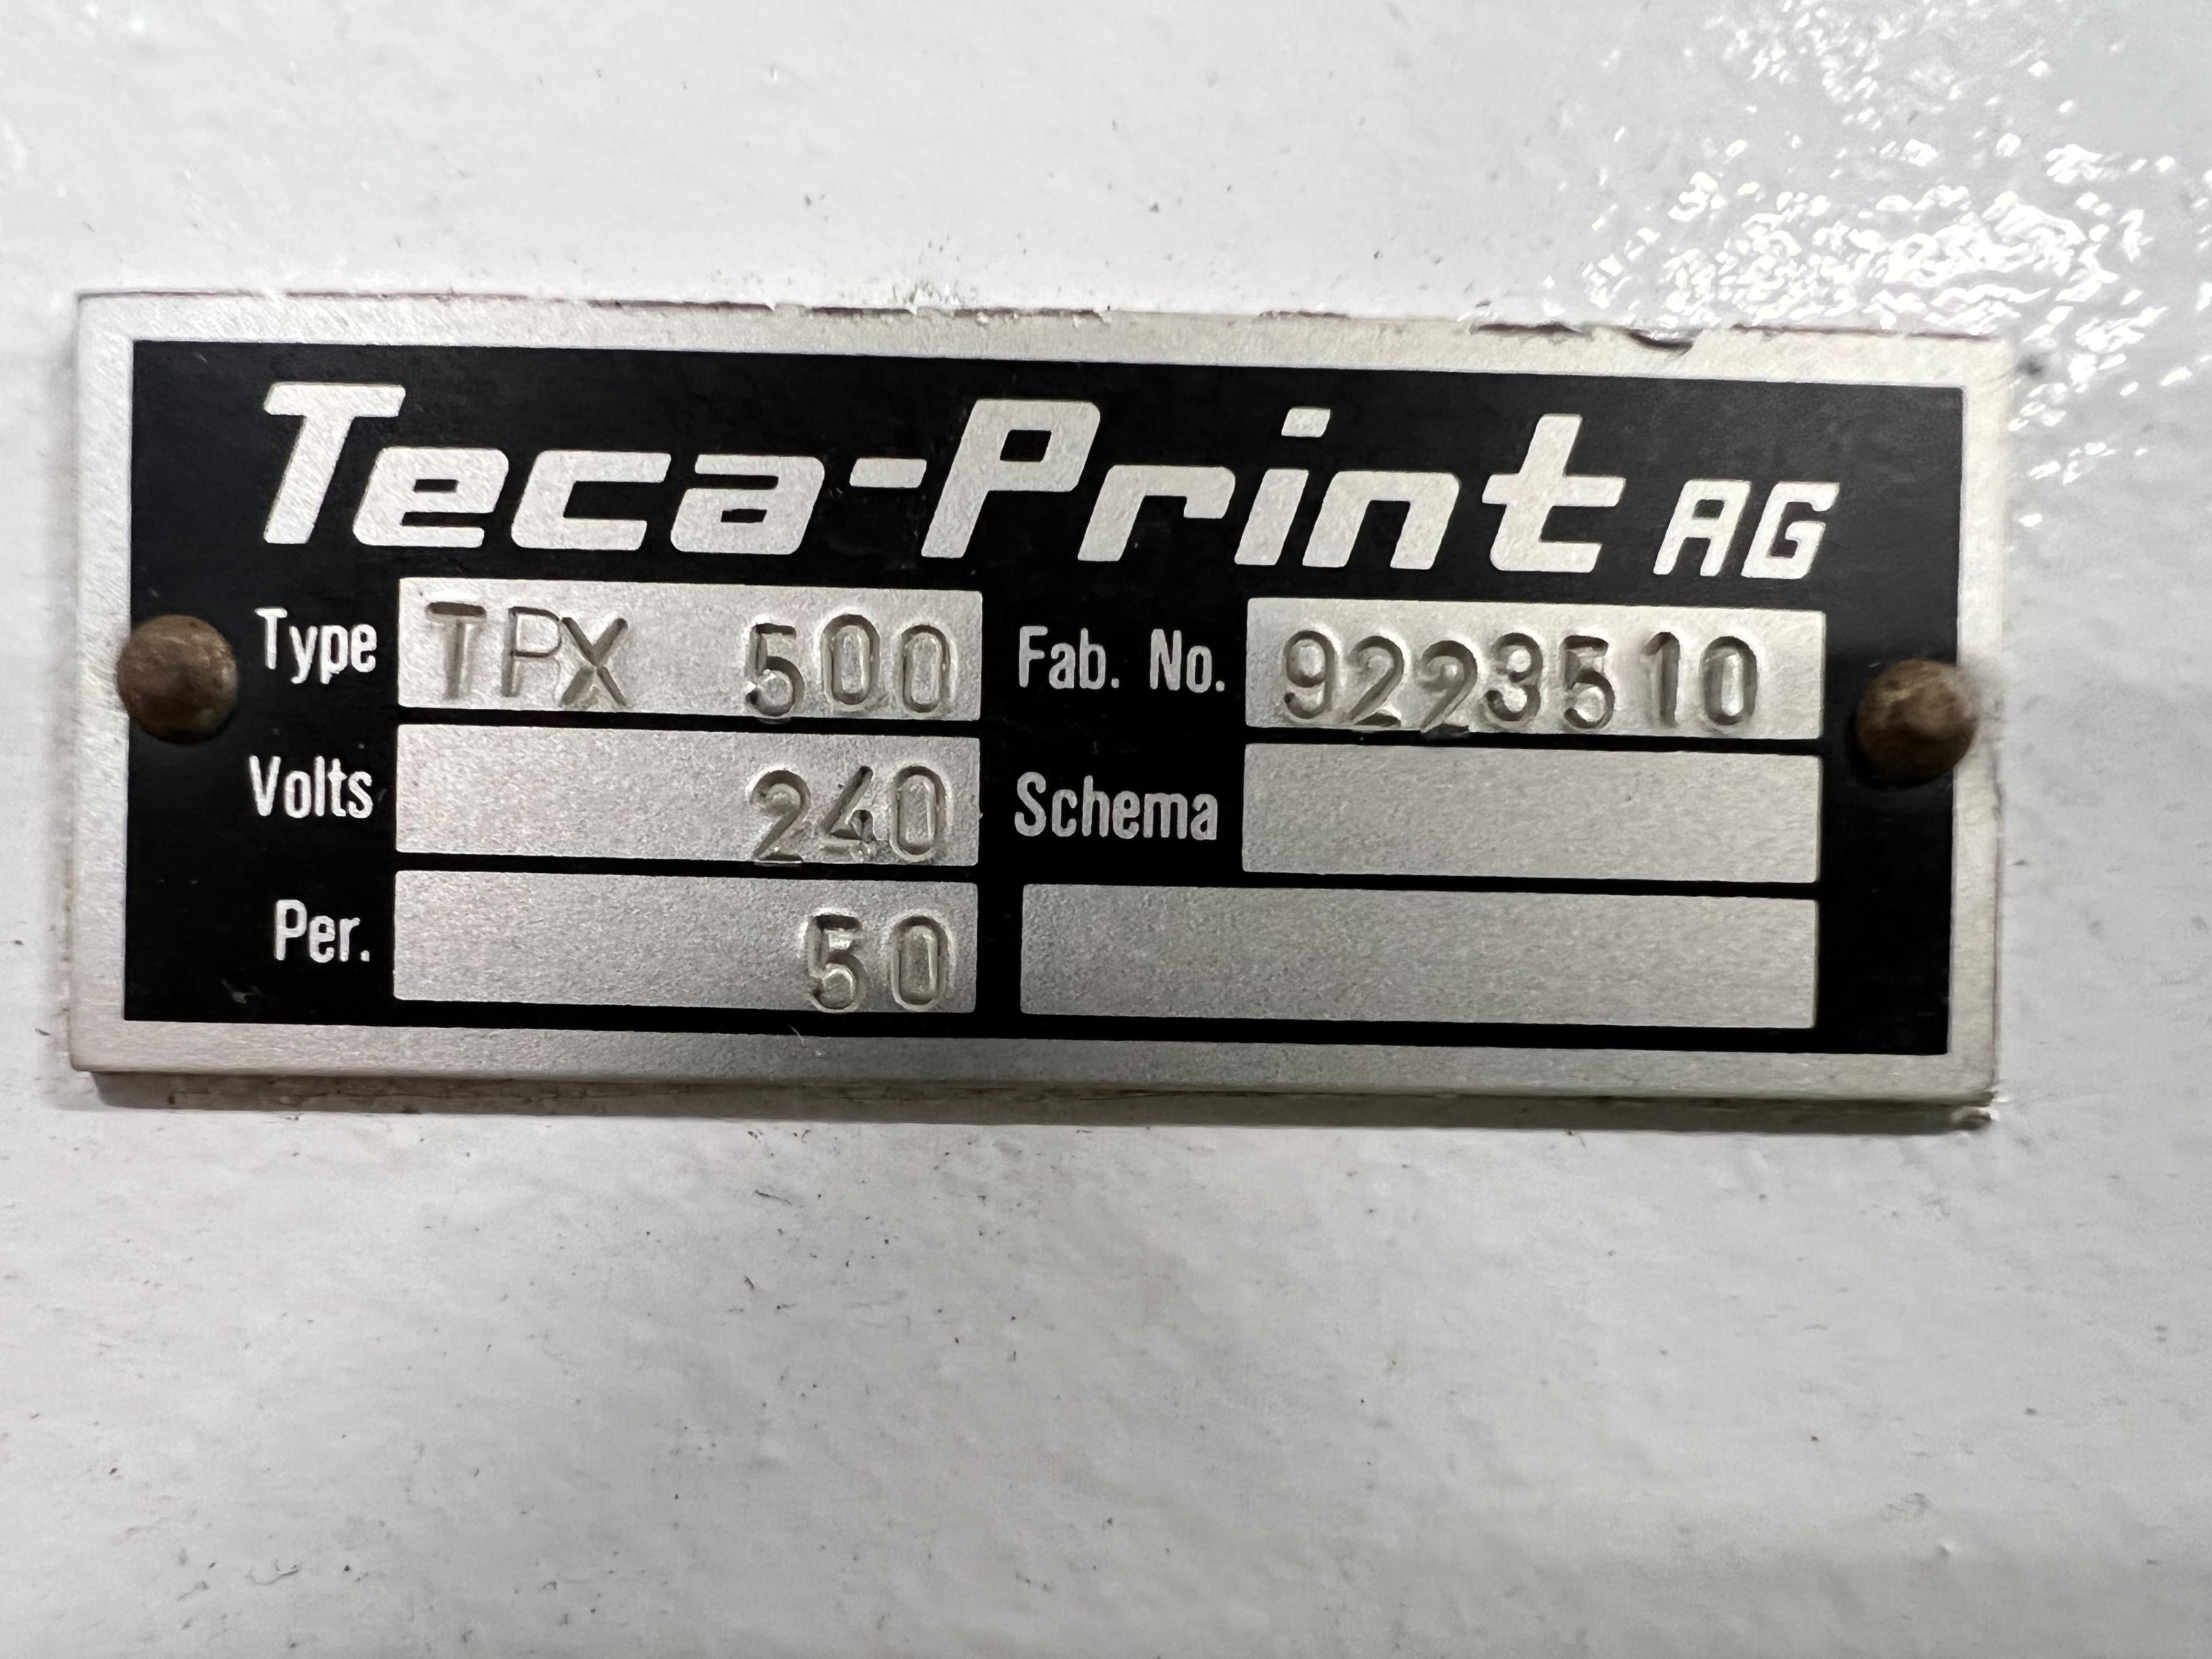 Teca-Print AG
Type TPX 500 Fab. No. 9223510
Volts 240 Schema
Per. 50